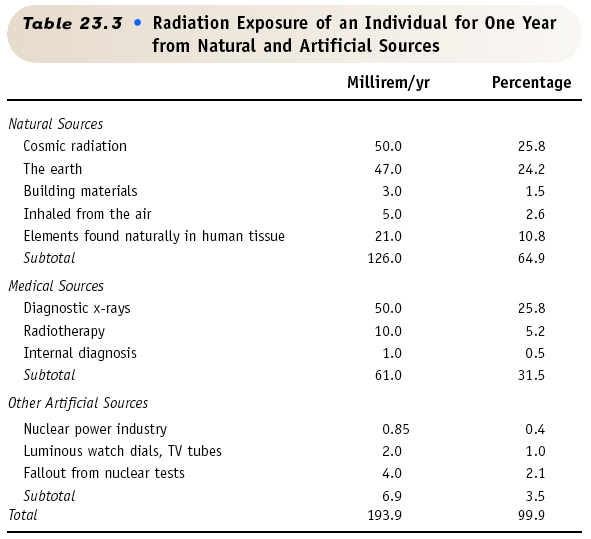 Table 23.3 • Radiation Exposure of an Individual for One Year
from Natural and Artificial Sources
Millirem/yr Percentage
Natural Sources
Cosmic radiation 50.0 25.8
The earth 47.0 24.2
Building materials 3.0 1.5
Inhaled from the air 5.0 2.6
Elements found naturally in human tissue 21.0 10.8
Subtotal 126.0 64.9
Medical Sources
Diagnostic x-rays 50.0 25.8
Radiotherapy 10.0 5.2
Internal diagnosis 1.0 0.5
Subtotal 61.0 31.5
Other Artificial Sources
Nuclear power industry 0.85 0.4
Luminous watch dials, TV tubes 2.0 1.0
Fallout from nuclear tests 4.0 2.1
Subtotal 6.9 3.5
Total 193.9 99.9